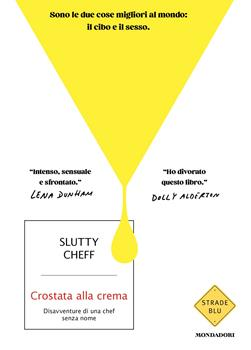 Sono le due cose migliori al mondo:
il cibo e il sesso.
“Intenso, sensuale
e sfrontato.”
LENA DUNHAM
“Ho divorato
questo libro.”
DOLLY ALDERTON
SLUTTY
CHEFF
Crostata alla crema
Disavventure di una chef
senza nome
STRADE
BLU
MONDADORI